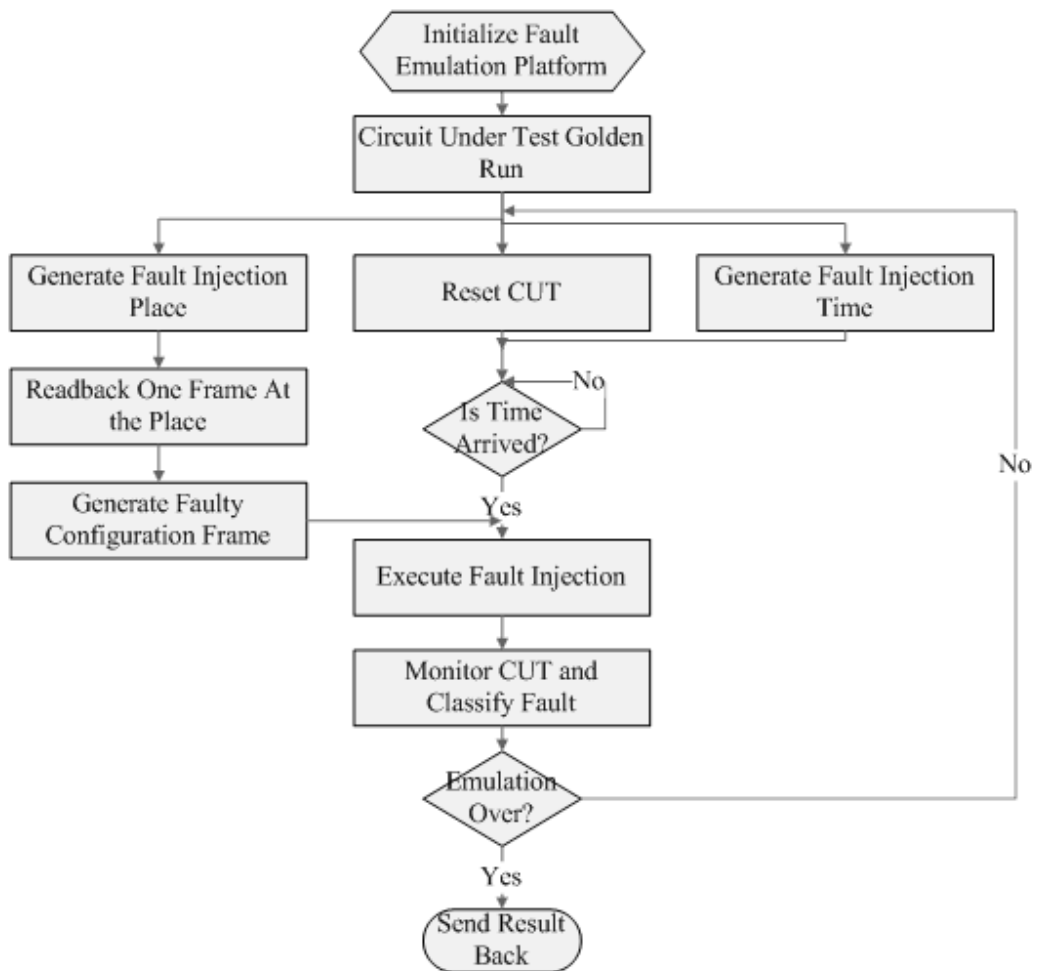 Initialize Fault
Emulation Platform
Circuit Under Test Golden
Run
Generate Fault Injection
Place
Reset CUT
Generate Fault Injection
Time
Readback One Frame At
the Place
No
Is Time
Arrived?
No
Generate Faulty
Configuration Frame
Yes
Execute Fault Injection
Monitor CUT and
Classify Fault
Emulation
Over?
Yes
Send Result
Back